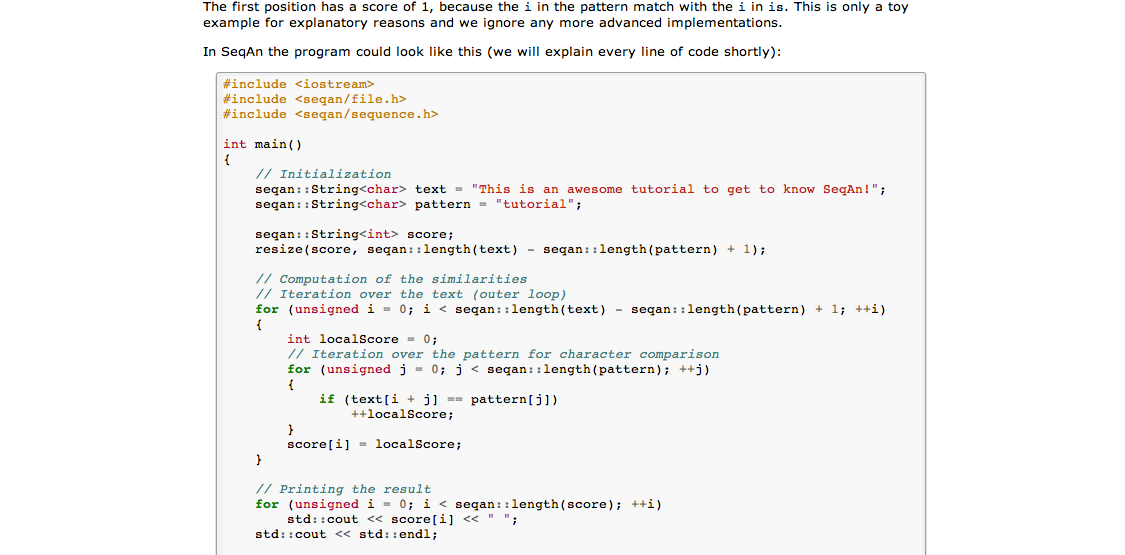 The first position has a score of 1, because the i in the pattern match with the i in is. This is only a toy
example for explanatory reasons and we ignore any more advanced implementations.
In SeqAn the program could look like this (we will explain every line of code shortly):
#include <iostream>
#include <seqan/file.h>
#include <seqan/sequence.h>
int main()
{
    // Initialization
    seqan::String<char> text = "This is an awesome tutorial to get to know SeqAn!";
    seqan::String<char> pattern = "tutorial";
    seqan::String<int> score;
    resize(score, seqan::length(text) - seqan::length(pattern) + 1);
    // Computation of the similarities
    // Iteration over the text (outer loop)
    for (unsigned i = 0; i < seqan::length(text) - seqan::length(pattern) + 1; ++i)
    {
        int localScore = 0;
        // Iteration over the pattern for character comparison
        for (unsigned j = 0; j < seqan::length(pattern); ++j)
        {
            if (text[i + j] == pattern[j])
                ++localScore;
        }
        score[i] = localScore;
    }
    // Printing the result
    for (unsigned i = 0; i < seqan::length(score); ++i)
        std::cout << score[i] << " ";
    std::cout << std::endl;